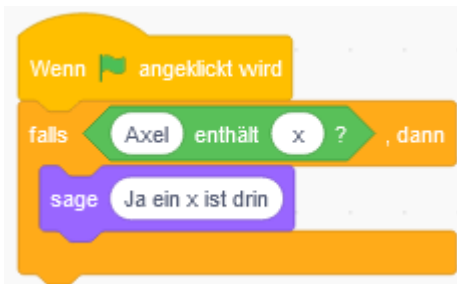 Wenn angeklickt wird
falls Axel enthält x ? , dann
sage Ja ein x ist drin